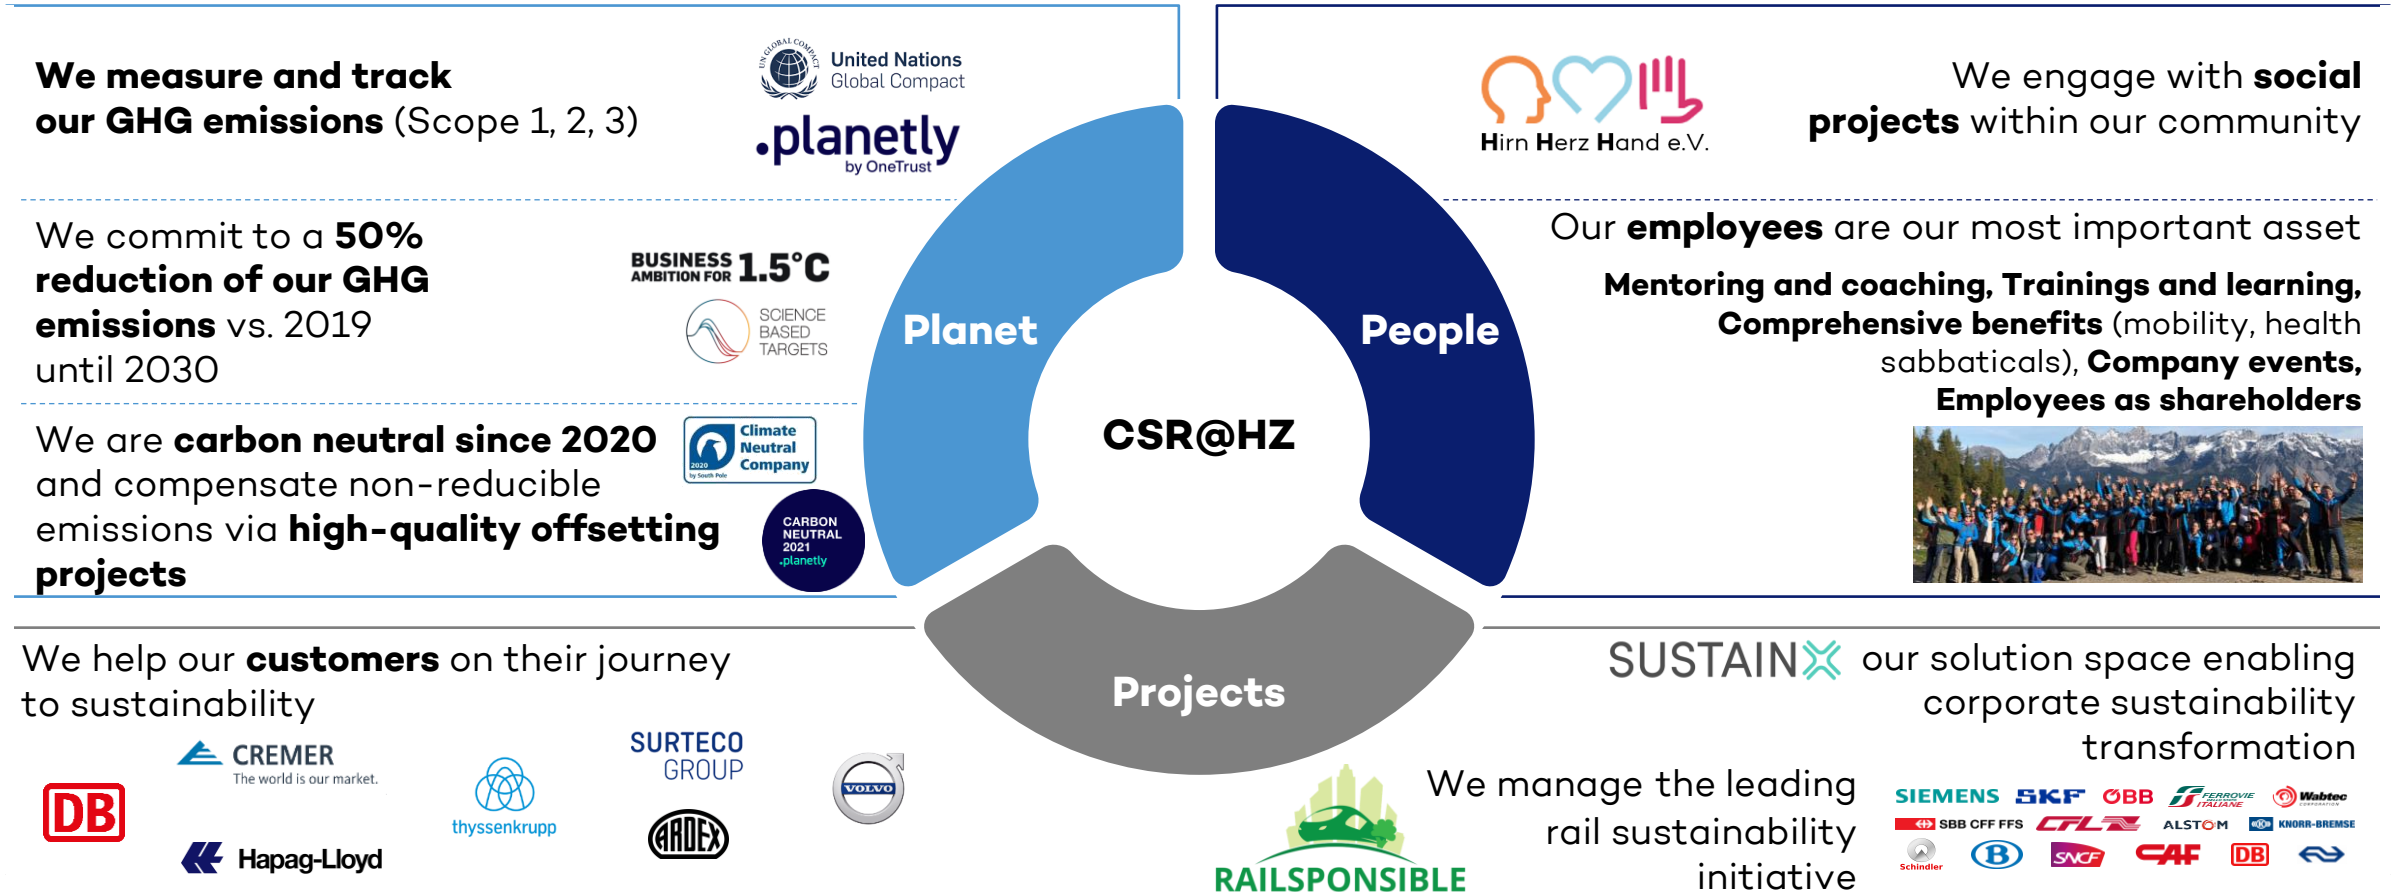 We measure and track
our GHG emissions (Scope 1, 2, 3)
UN GLOBAL COMPACT
United Nations
Global Compact
.planetly
by OneTrust
We commit to a 50%
reduction of our GHG
emissions vs. 2019
until 2030
BUSINESS
AMBITION FOR 1.5°C
SCIENCE
BASED
TARGETS
We are carbon neutral since 2020
and compensate non-reducible
emissions via high-quality offsetting
projects
Climate
Neutral
Company
2020
by South Pole
CARBON
NEUTRAL
2021
.planetly
Planet
People
Projects
CSR@HZ
Hirn Herz Hand e.V.
We engage with social
projects within our community
Our employees are our most important asset
Mentoring and coaching, Trainings and learning,
Comprehensive benefits (mobility, health
sabbaticals), Company events,
Employees as shareholders
We help our customers on their journey
to sustainability
DB
CREMER
The world is our market.
Hapag-Lloyd
thyssenkrupp
SURTECO
GROUP
ARDEX
VOLVO
SUSTAINX our solution space enabling
corporate sustainability
transformation
RAILSPONSIBLE
We manage the leading
rail sustainability
initiative
SIEMENS SKF ÖBB FERROVIE ITALIANE Wabtec CORPORATION
SBB CFF FFS CFL ALSTOM KNORR-BREMSE
Schindler B SNCF CAF DB